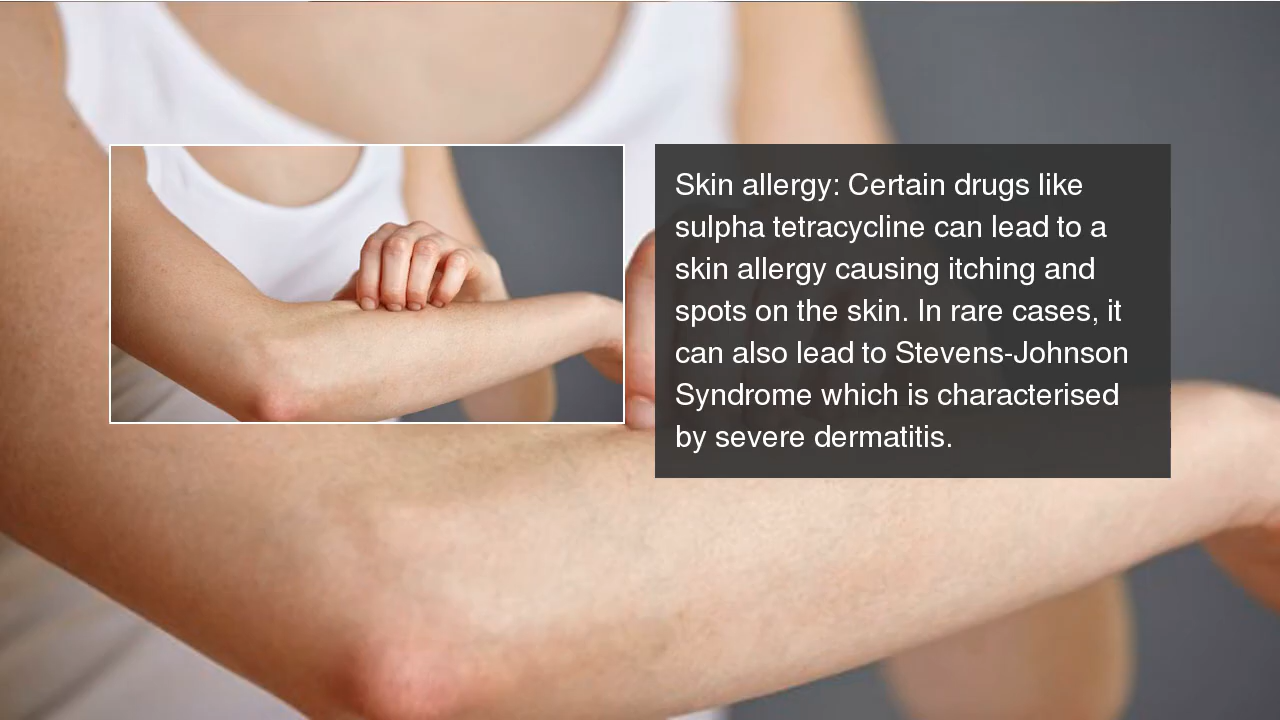 Skin allergy: Certain drugs like
sulpha tetracycline can lead to a
skin allergy causing itching and
spots on the skin. In rare cases, it
can also lead to Stevens-Johnson
Syndrome which is characterised
by severe dermatitis.